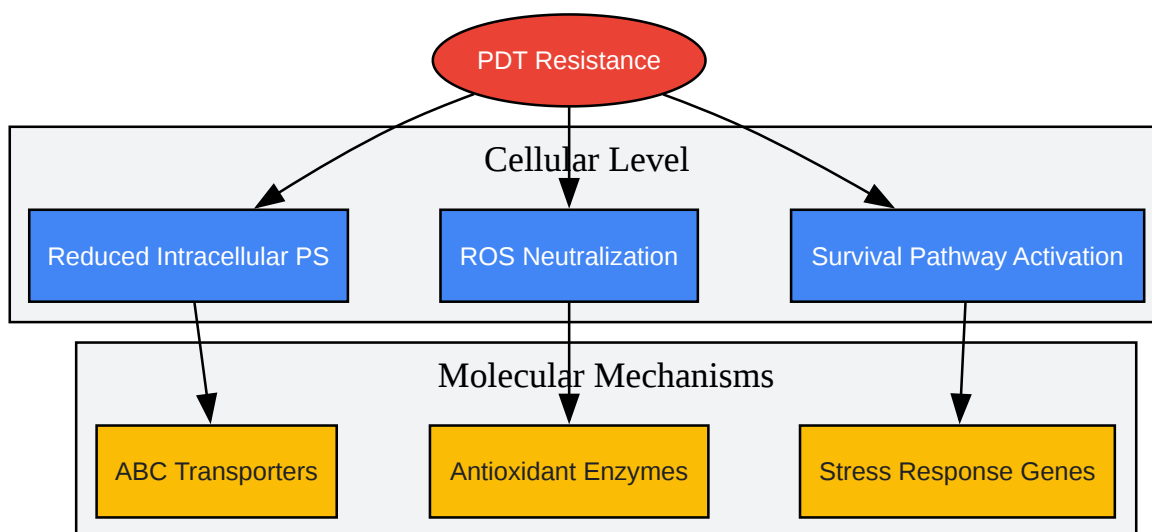 PDT Resistance
Cellular Level
Reduced Intracellular PS
ROS Neutralization
Survival Pathway Activation
Molecular Mechanisms
ABC Transporters
Antioxidant Enzymes
Stress Response Genes